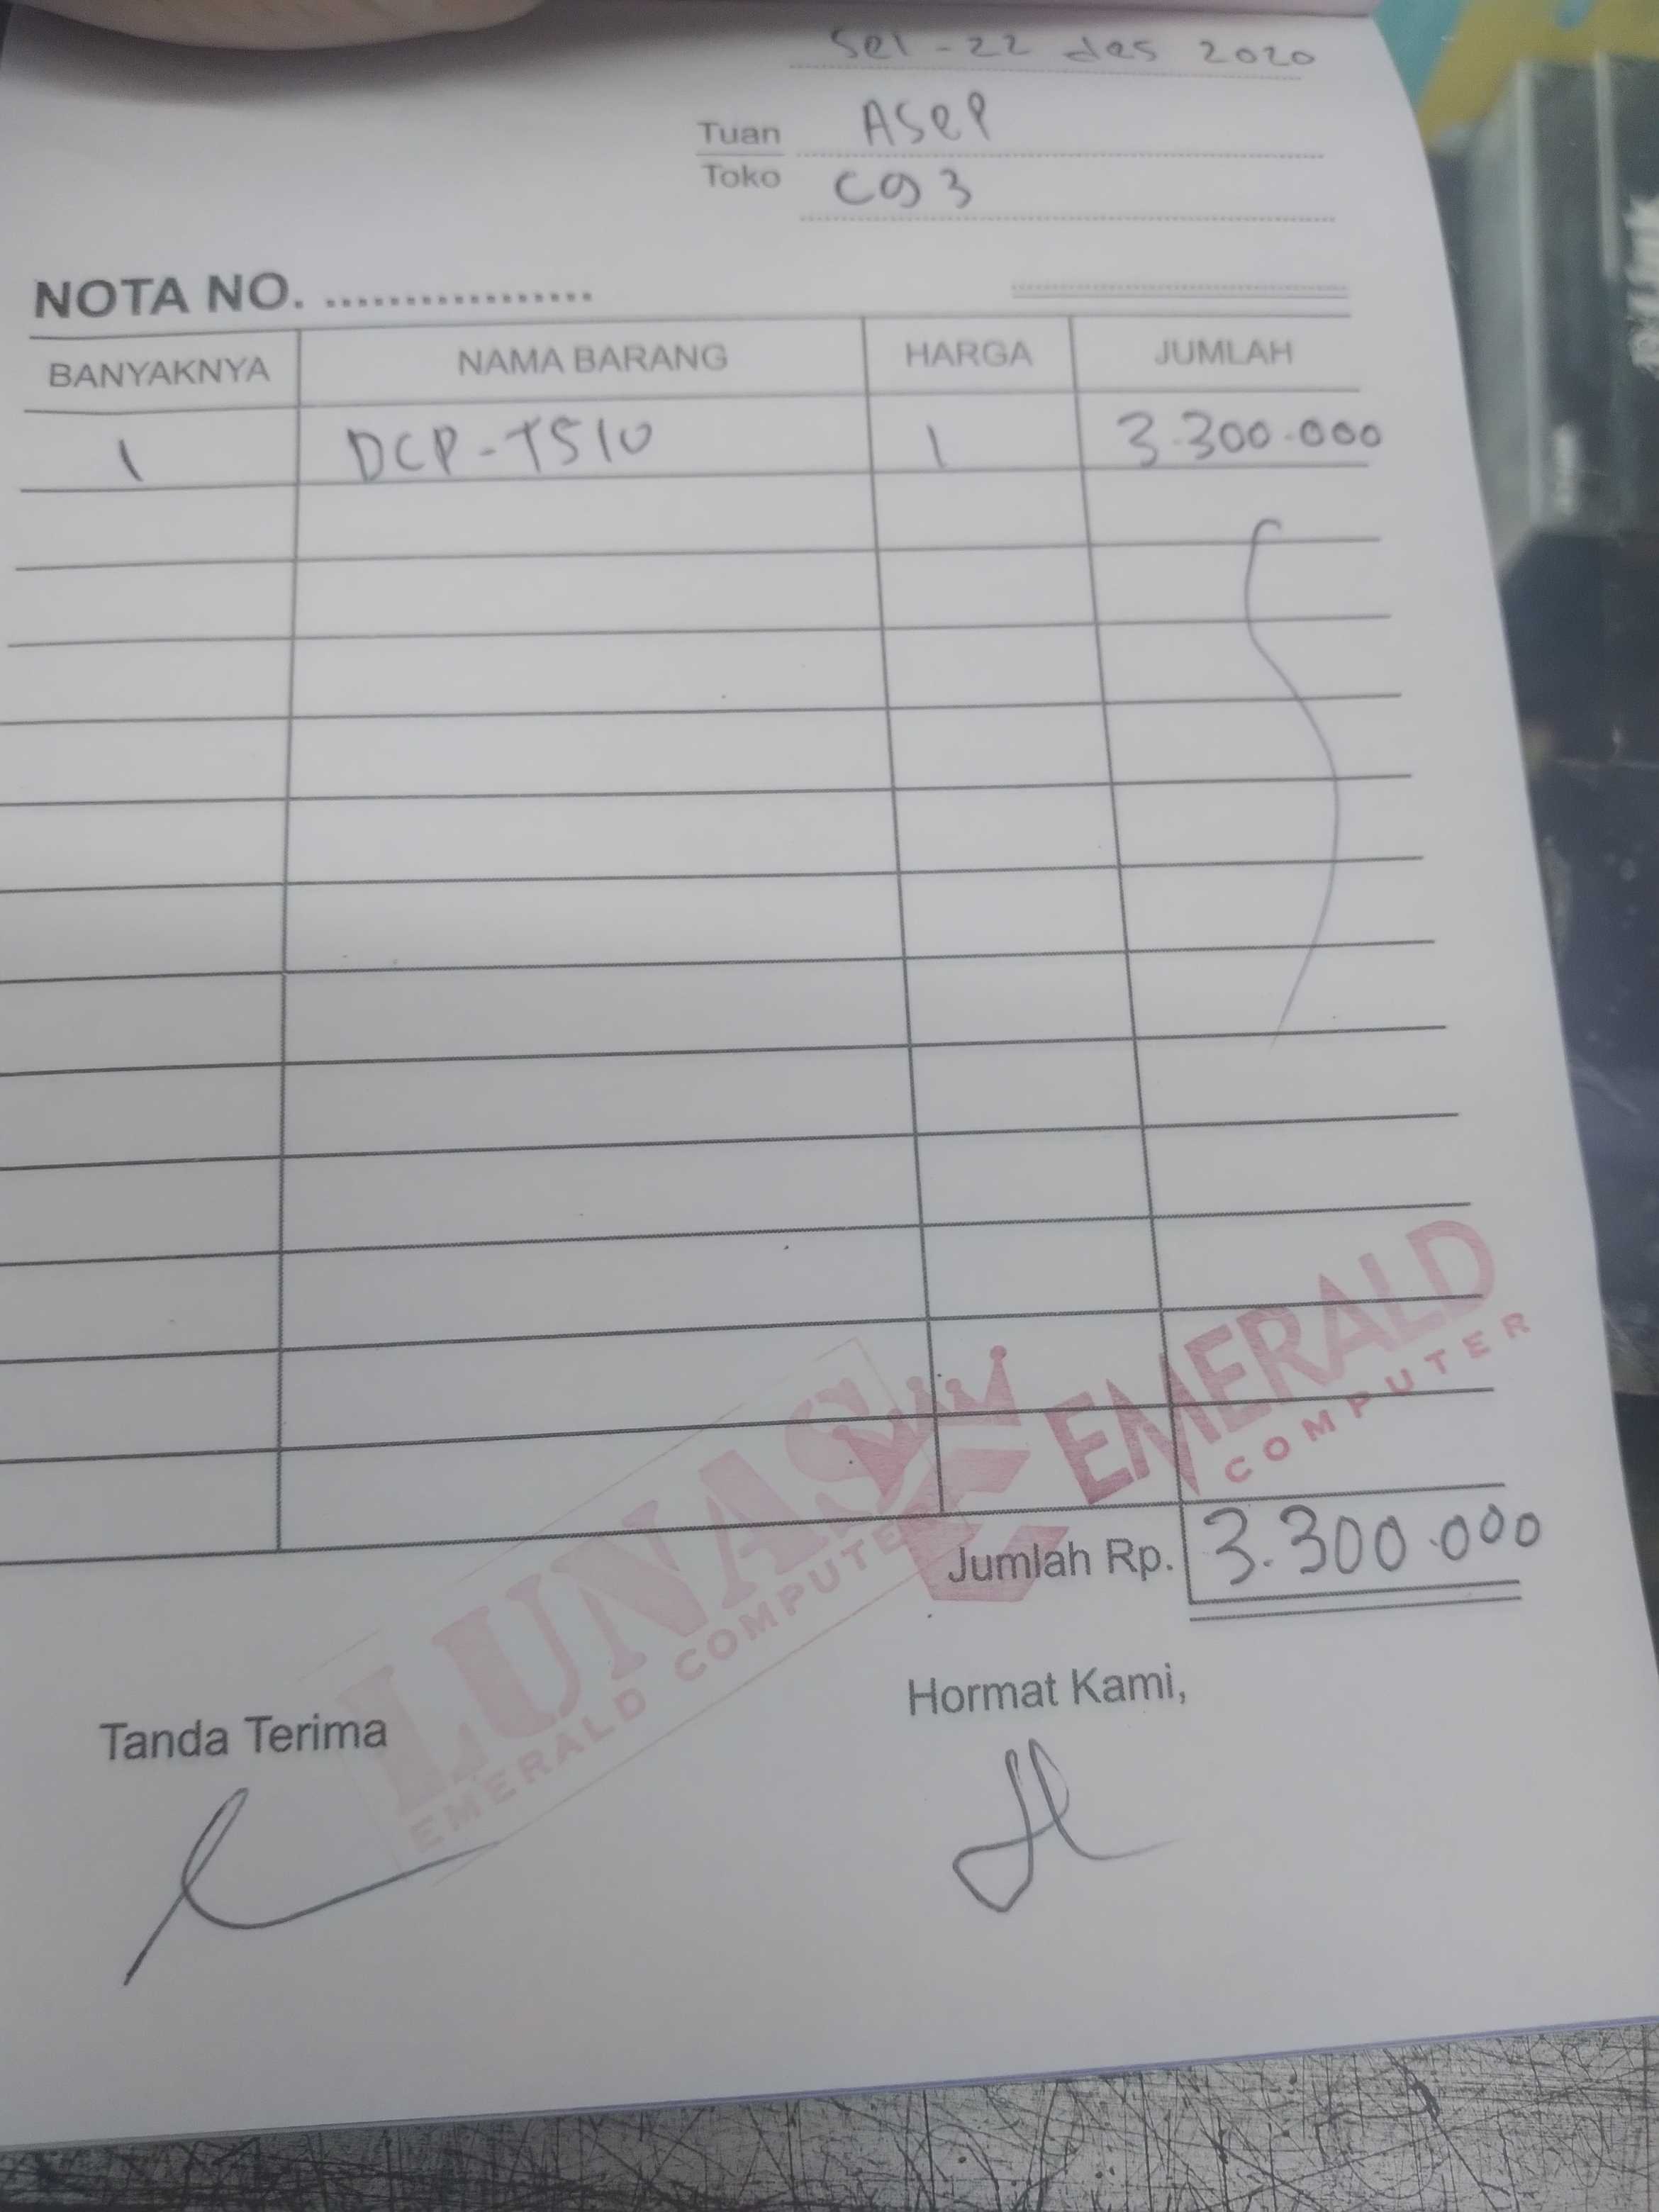 Sel - 22 des 2020
Tuan ASEP
Toko
NOTA NO. ..................
BANYAKNYA NAMA BARANG HARGA JUMLAH
1 DCP-T510 1 3.300.000
LUNAS
EMERALD COMPUTER
EMERALD
COMPUTER
Jumlah Rp. 3.300.000
Tanda Terima
Hormat Kami,